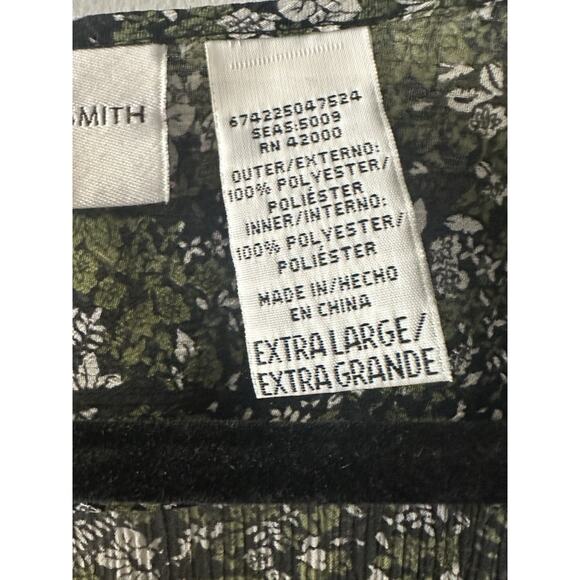 SMITH
674225047524
SEAS:5009
RN 42000
OUTER/EXTERNO:
100% POLYESTER/
POLIÉSTER
INNER/INTERNO:
100% POLYESTER/
POLIÉSTER
MADE IN/HECHO
EN CHINA
EXTRA LARGE/
EXTRA GRANDE